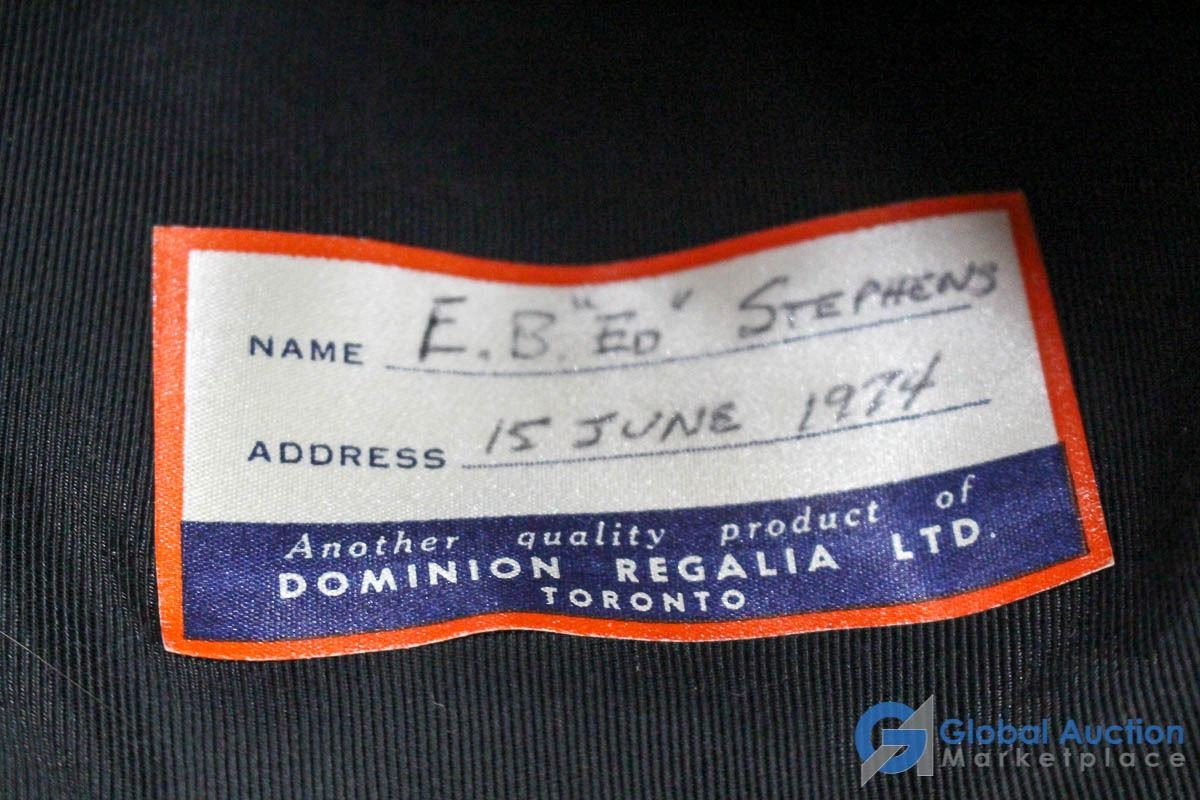 NAME E. B. "ED" STEPHENS
ADDRESS 15 JUNE 1974
Another quality product of
DOMINION REGALIA LTD.
TORONTO
Global Auction
Marketplace